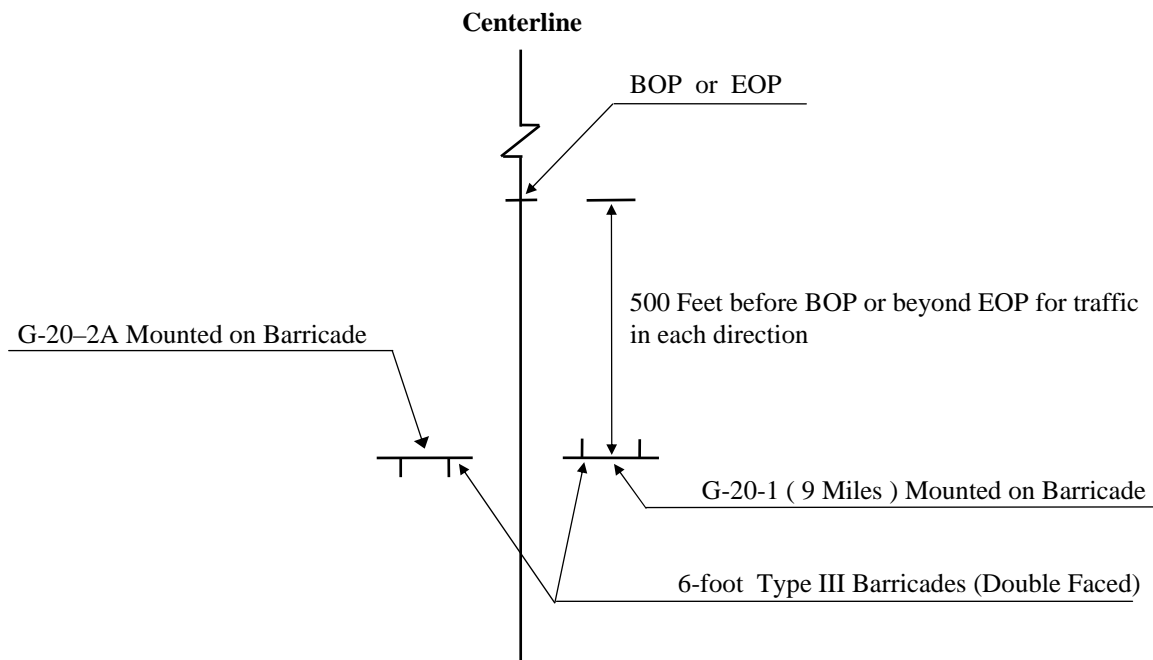 Centerline
BOP or EOP
500 Feet before BOP or beyond EOP for traffic
in each direction
G-20–2A Mounted on Barricade
G-20-1 ( 9 Miles ) Mounted on Barricade
6-foot Type III Barricades (Double Faced)